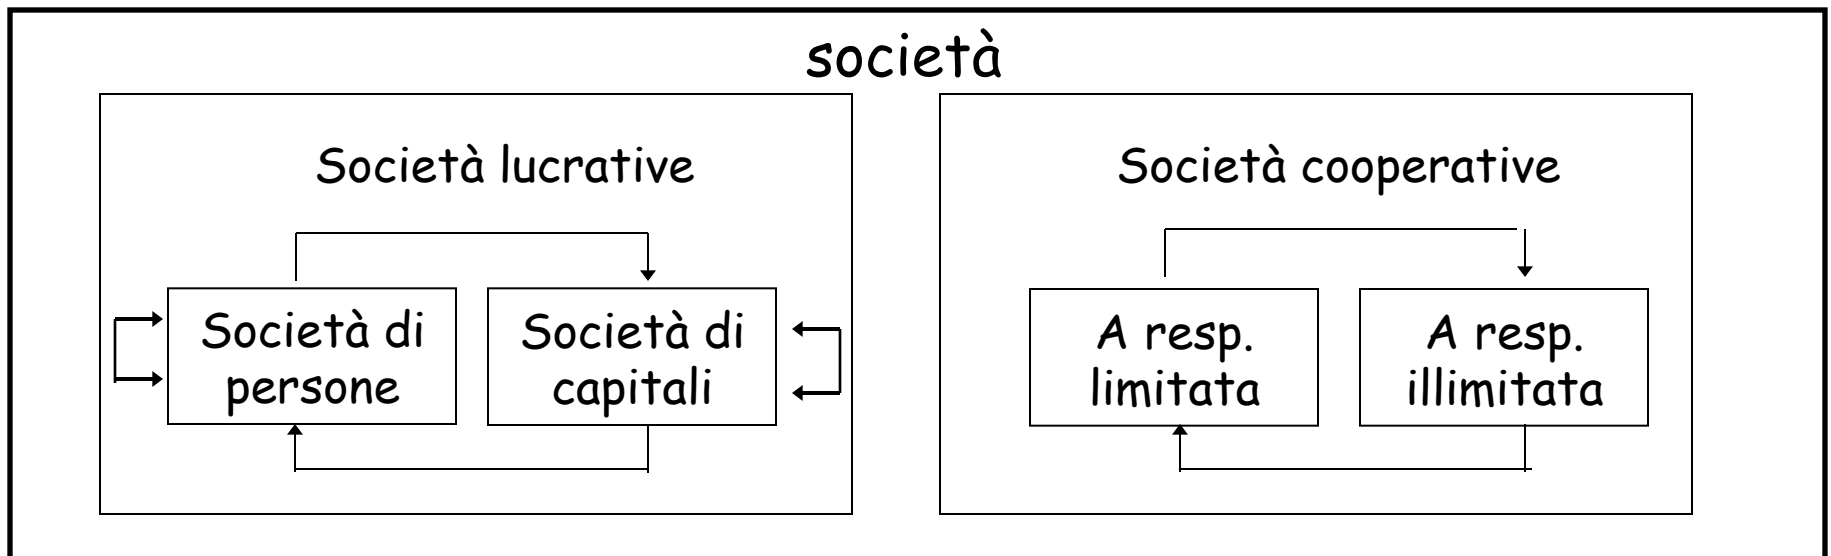 società
Società lucrative
Società cooperative
Società di
persone
Società di
capitali
A resp.
limitata
A resp.
illimitata